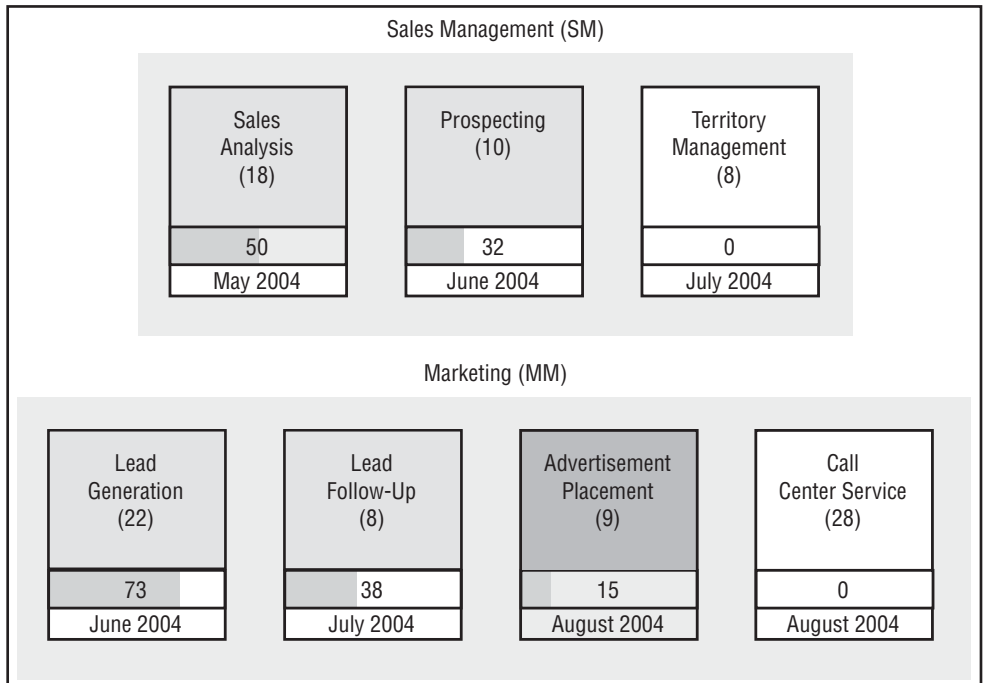 Sales Management (SM)
Sales
Analysis
(18)
50
May 2004
Prospecting
(10)
32
June 2004
Territory
Management
(8)
0
July 2004
Marketing (MM)
Lead
Generation
(22)
73
June 2004
Lead
Follow-Up
(8)
38
July 2004
Advertisement
Placement
(9)
15
August 2004
Call
Center Service
(28)
0
August 2004